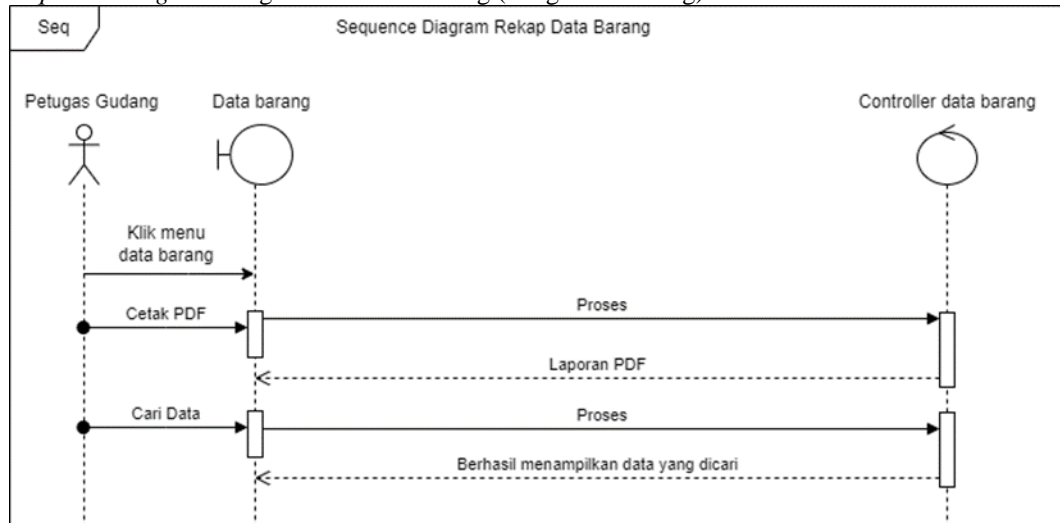 Seq
Sequence Diagram Rekap Data Barang
Petugas Gudang
Data barang
Controller data barang
Klik menu
data barang
Cetak PDF
Proses
Laporan PDF
Cari Data
Proses
Berhasil menampilkan data yang dicari